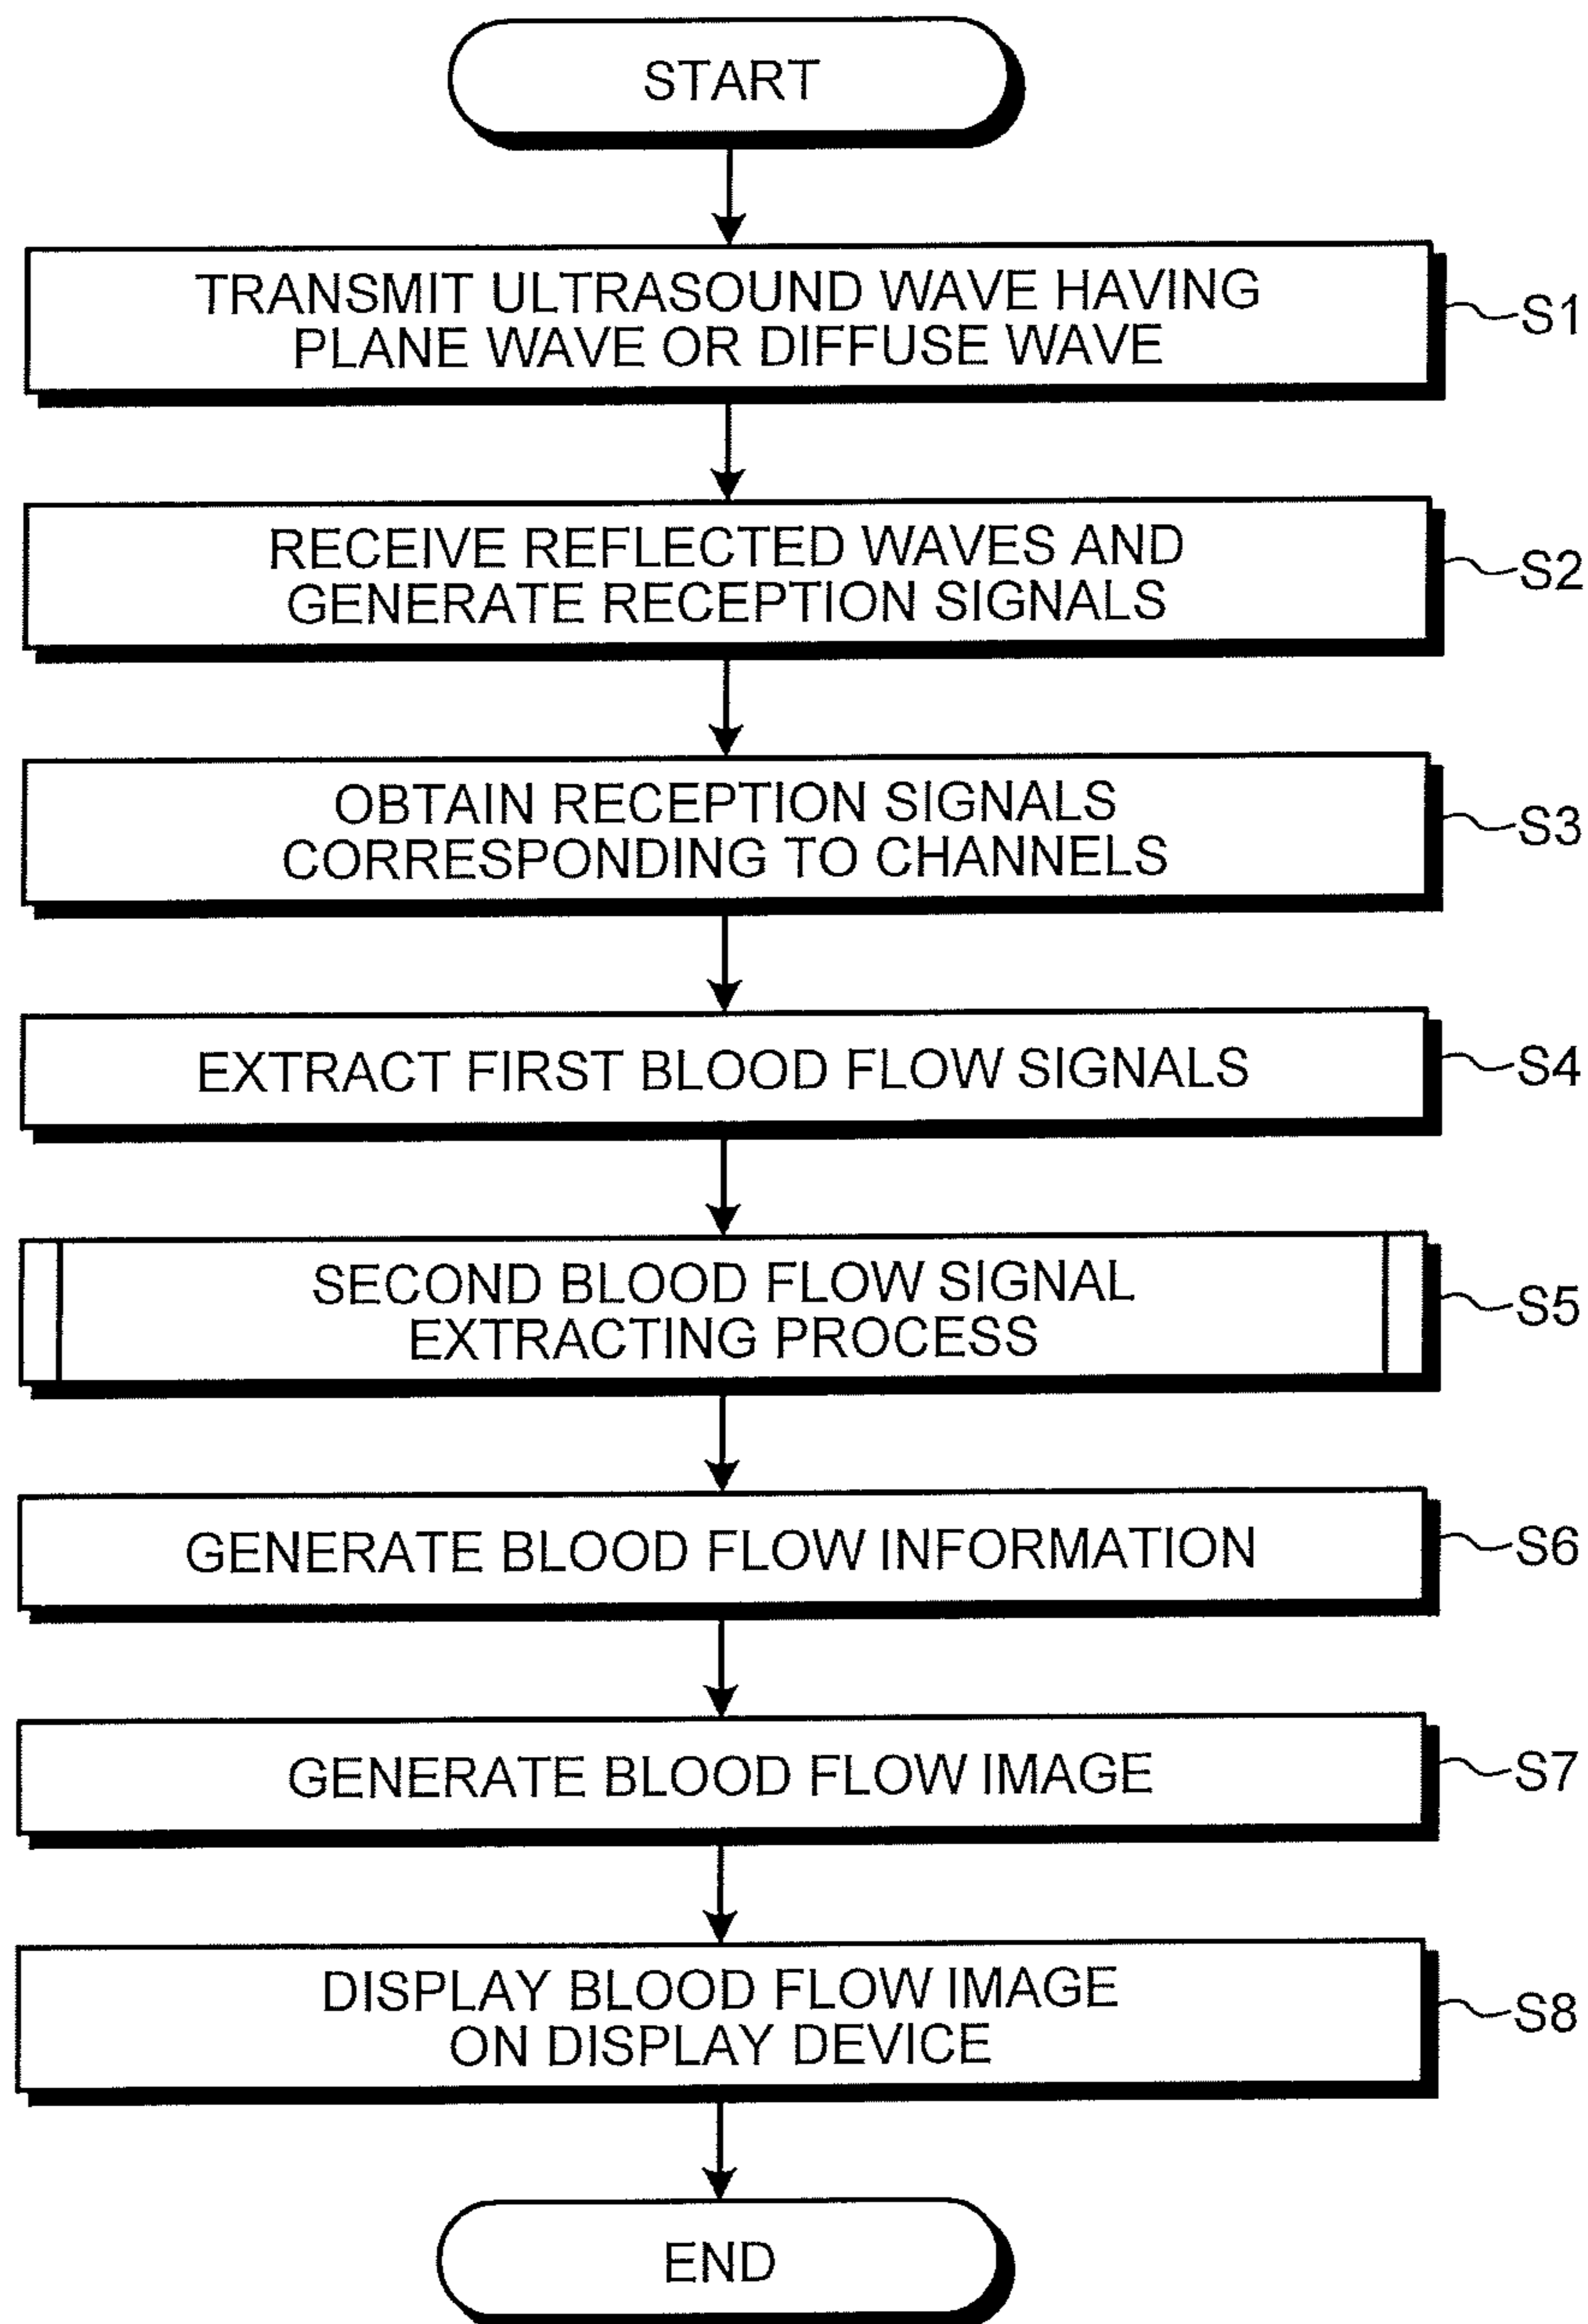 START
TRANSMIT ULTRASOUND WAVE HAVING
PLANE WAVE OR DIFFUSE WAVE
S1
RECEIVE REFLECTED WAVES AND
GENERATE RECEPTION SIGNALS
S2
OBTAIN RECEPTION SIGNALS
CORRESPONDING TO CHANNELS
S3
EXTRACT FIRST BLOOD FLOW SIGNALS
S4
SECOND BLOOD FLOW SIGNAL
EXTRACTING PROCESS
S5
GENERATE BLOOD FLOW INFORMATION
S6
GENERATE BLOOD FLOW IMAGE
S7
DISPLAY BLOOD FLOW IMAGE
ON DISPLAY DEVICE
S8
END